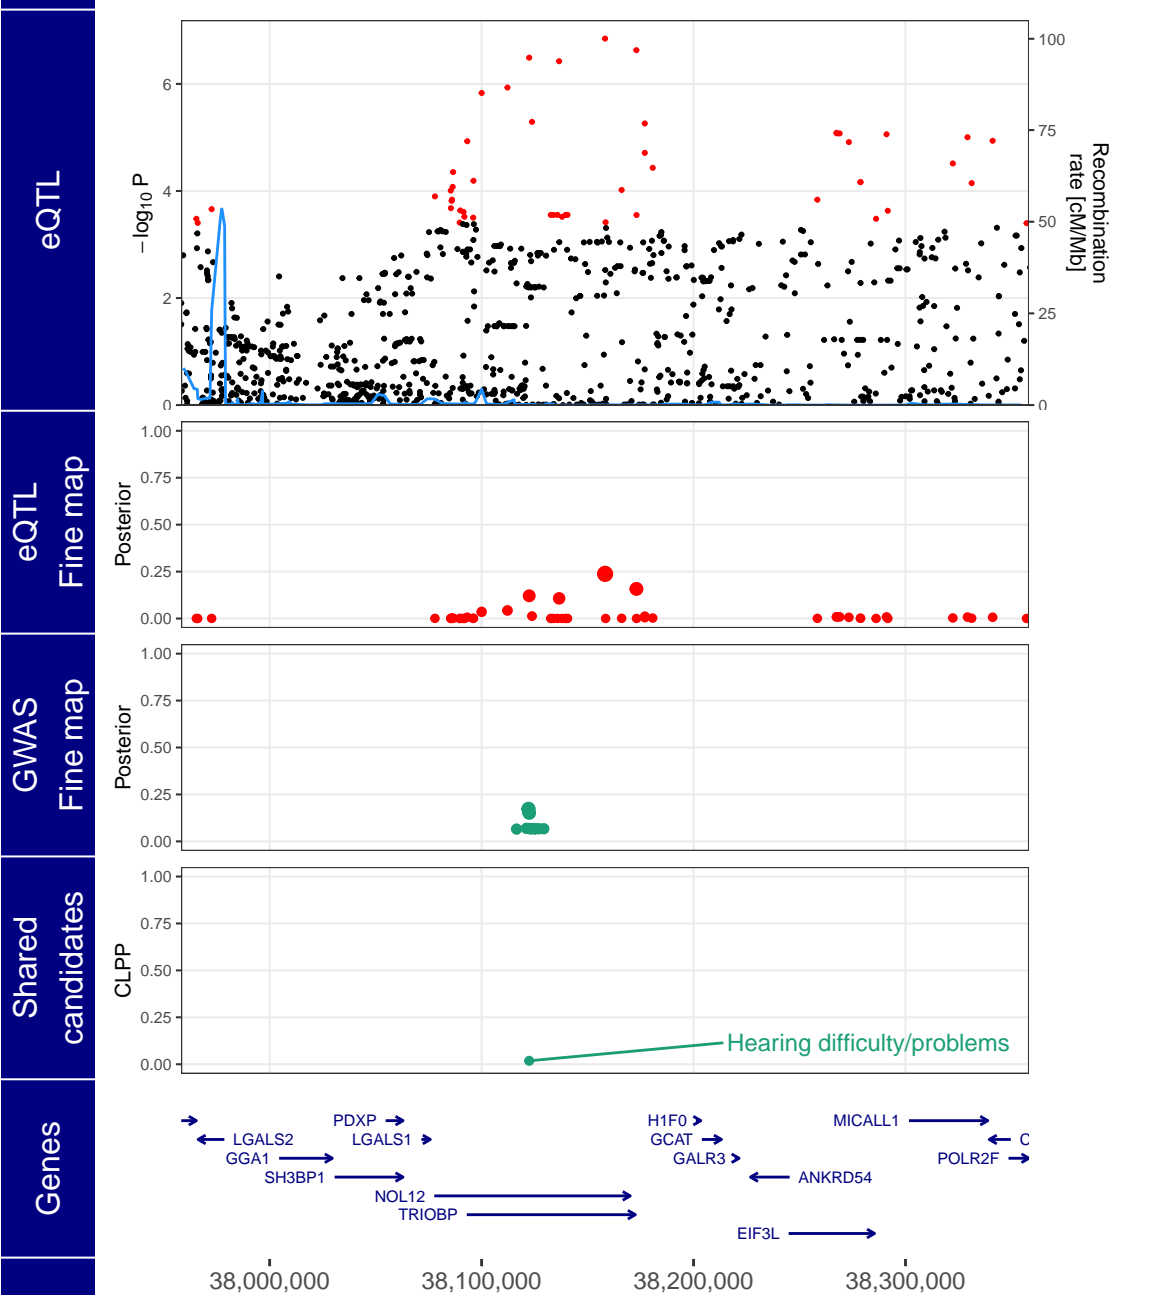 eQTL
−log10 P
6
4
2
0
100
75
50
25
0
Recombination
rate [cM/Mb]
eQTL
Fine map
Posterior
1.00
0.75
0.50
0.25
0.00
GWAS
Fine map
Posterior
1.00
0.75
0.50
0.25
0.00
Shared
candidates
CLPP
1.00
0.75
0.50
0.25
0.00
Hearing difficulty/problems
Genes
PDXP
H1F0
MICALL1
LGALS2
LGALS1
GCAT
C
GGA1
GALR3
POLR2F
SH3BP1
ANKRD54
NOL12
TRIOBP
EIF3L
38,000,000
38,100,000
38,200,000
38,300,000